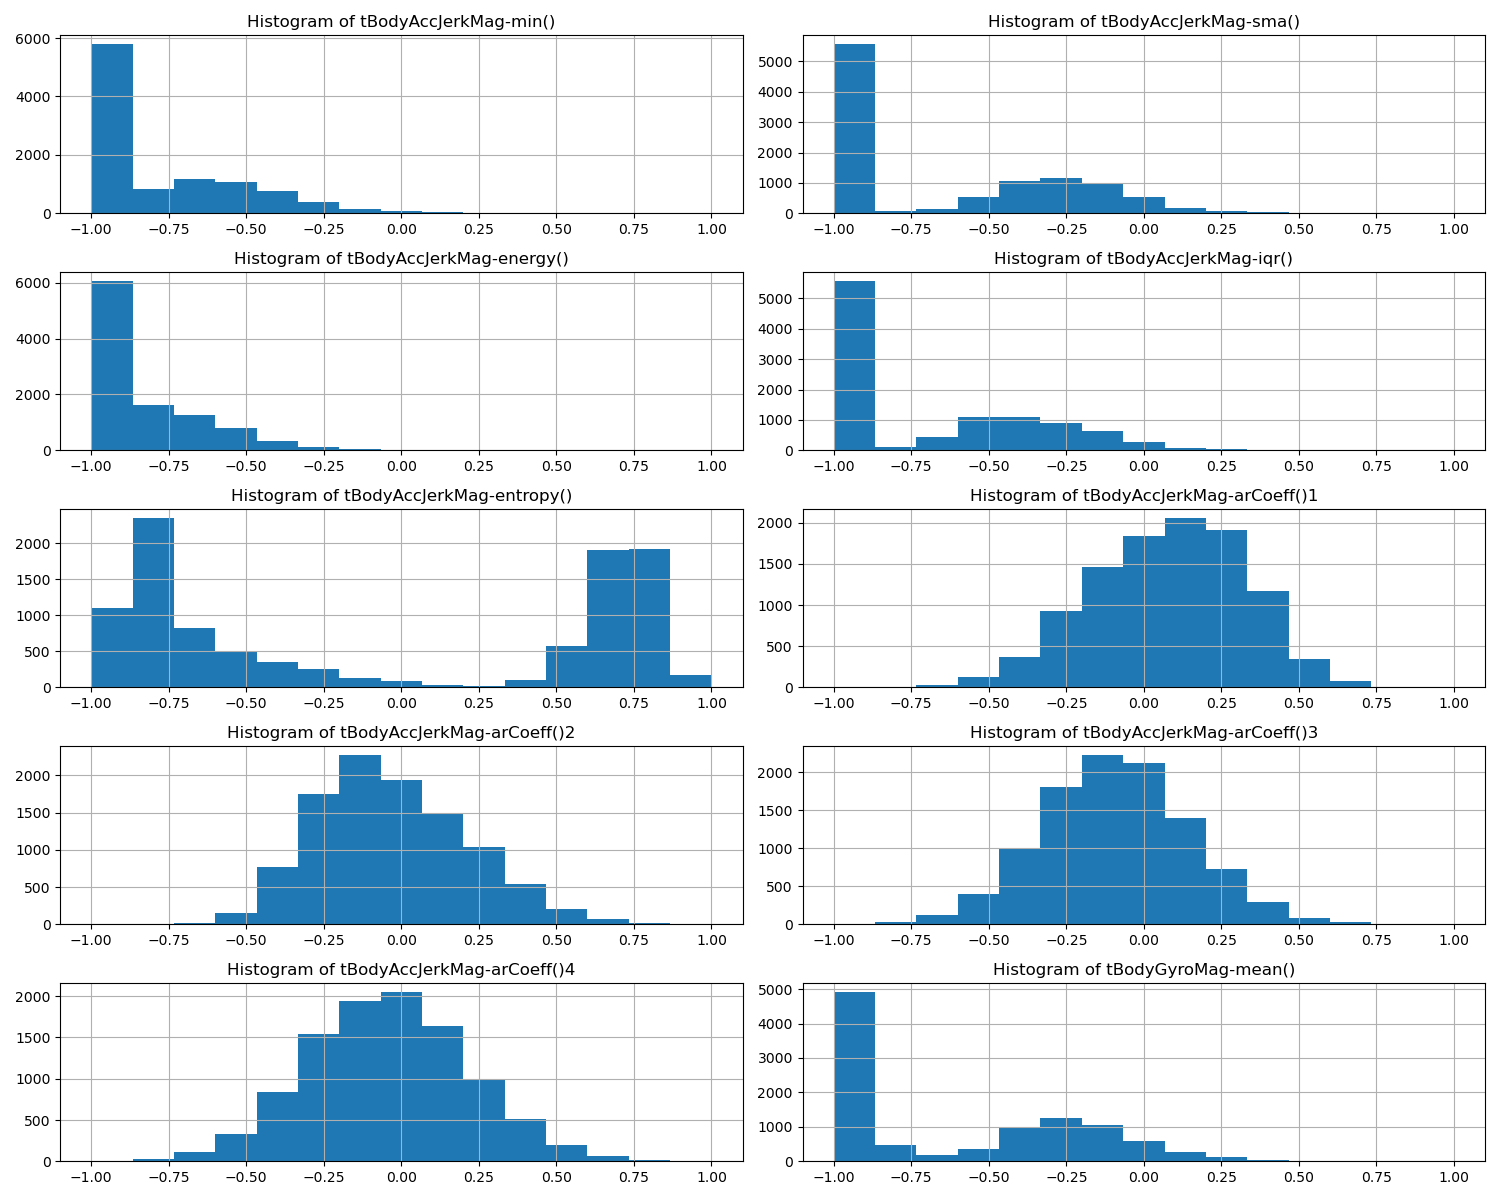 Histogram of tBodyAccJerkMag-min()
6000
4000
2000
0
−1.00 −0.75 −0.50 −0.25 0.00 0.25 0.50 0.75 1.00
Histogram of tBodyAccJerkMag-sma()
5000
4000
3000
2000
1000
0
−1.00 −0.75 −0.50 −0.25 0.00 0.25 0.50 0.75 1.00
Histogram of tBodyAccJerkMag-energy()
6000
4000
2000
0
−1.00 −0.75 −0.50 −0.25 0.00 0.25 0.50 0.75 1.00
Histogram of tBodyAccJerkMag-iqr()
5000
4000
3000
2000
1000
0
−1.00 −0.75 −0.50 −0.25 0.00 0.25 0.50 0.75 1.00
Histogram of tBodyAccJerkMag-entropy()
2000
1500
1000
500
0
−1.00 −0.75 −0.50 −0.25 0.00 0.25 0.50 0.75 1.00
Histogram of tBodyAccJerkMag-arCoeff()1
2000
1500
1000
500
0
−1.00 −0.75 −0.50 −0.25 0.00 0.25 0.50 0.75 1.00
Histogram of tBodyAccJerkMag-arCoeff()2
2000
1500
1000
500
0
−1.00 −0.75 −0.50 −0.25 0.00 0.25 0.50 0.75 1.00
Histogram of tBodyAccJerkMag-arCoeff()3
2000
1500
1000
500
0
−1.00 −0.75 −0.50 −0.25 0.00 0.25 0.50 0.75 1.00
Histogram of tBodyAccJerkMag-arCoeff()4
2000
1500
1000
500
0
−1.00 −0.75 −0.50 −0.25 0.00 0.25 0.50 0.75 1.00
Histogram of tBodyGyroMag-mean()
5000
4000
3000
2000
1000
0
−1.00 −0.75 −0.50 −0.25 0.00 0.25 0.50 0.75 1.00